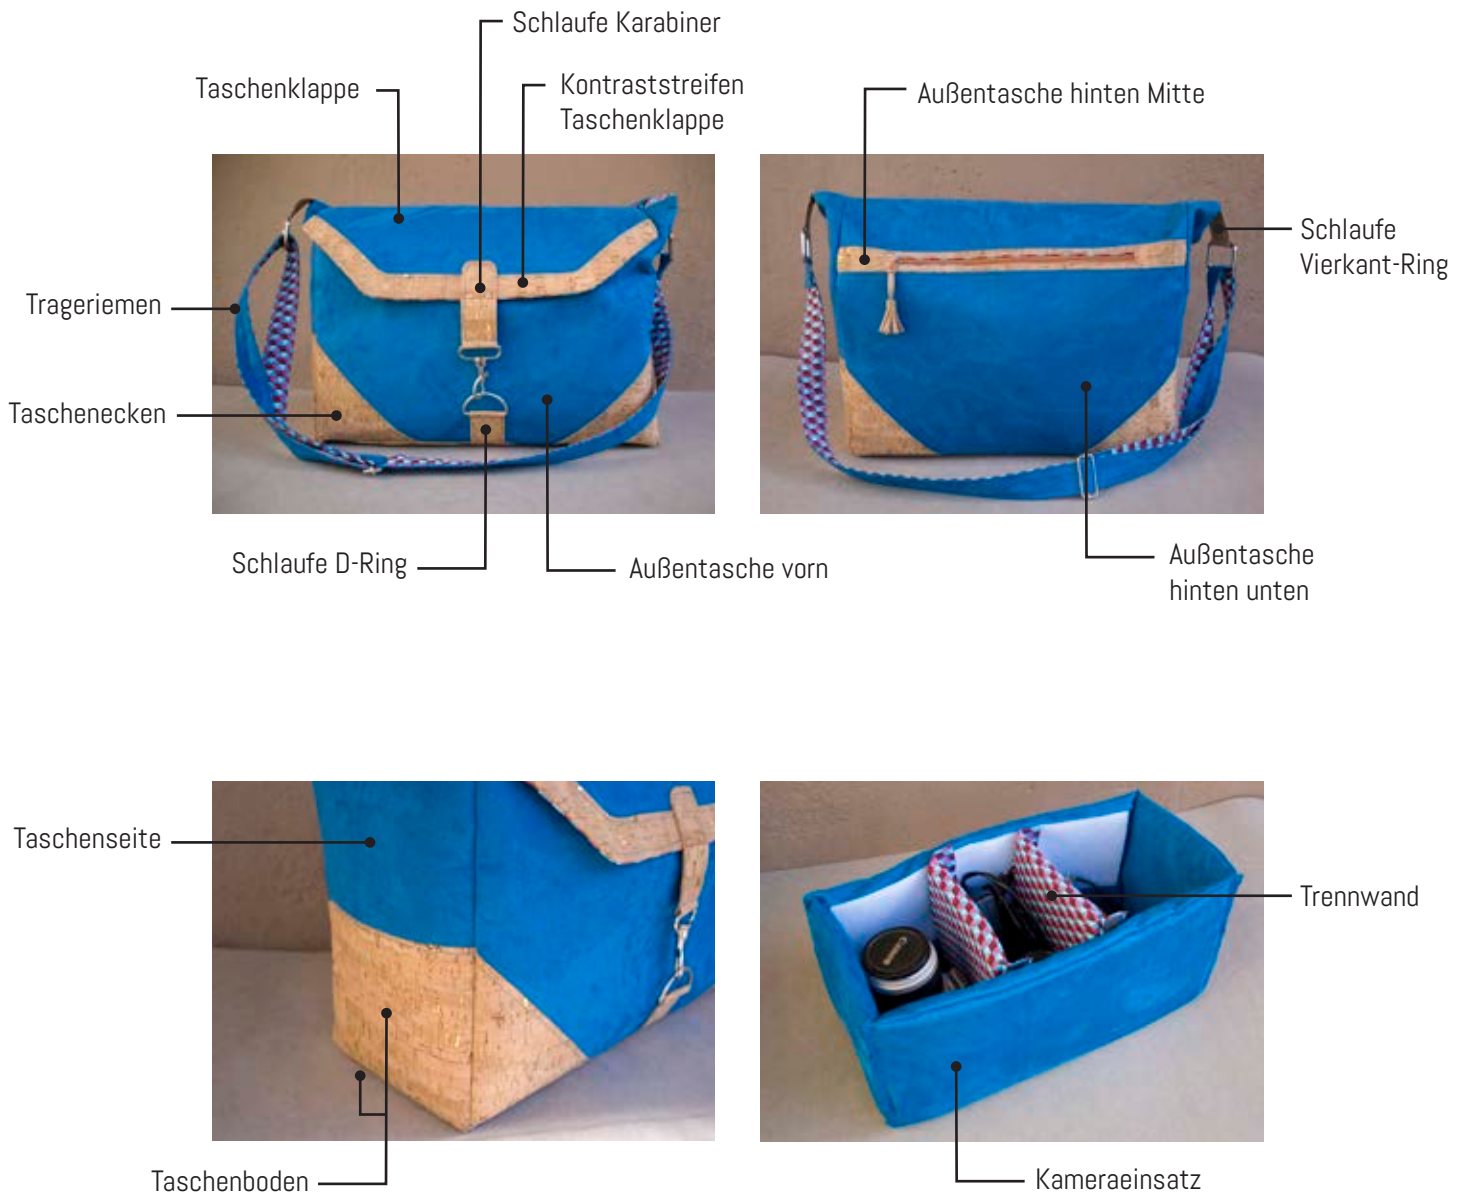 Schlaufe Karabiner
Taschenklappe
Kontraststreifen
Taschenklappe
Außentasche hinten Mitte
Schlaufe
Vierkant-Ring
Trageriemen
Taschenecken
Schlaufe D-Ring
Außentasche vorn
Außentasche
hinten unten
Taschenseite
Trennwand
Canon
Taschenboden
Kameraeinsatz